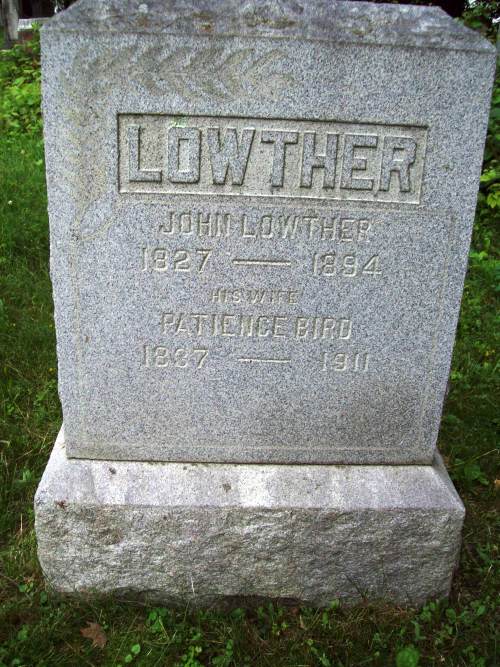 LOWTHER
JOHN LOWTHER
1827 — 1894
HIS WIFE
PATIENCE BIRD
1837 — 1911